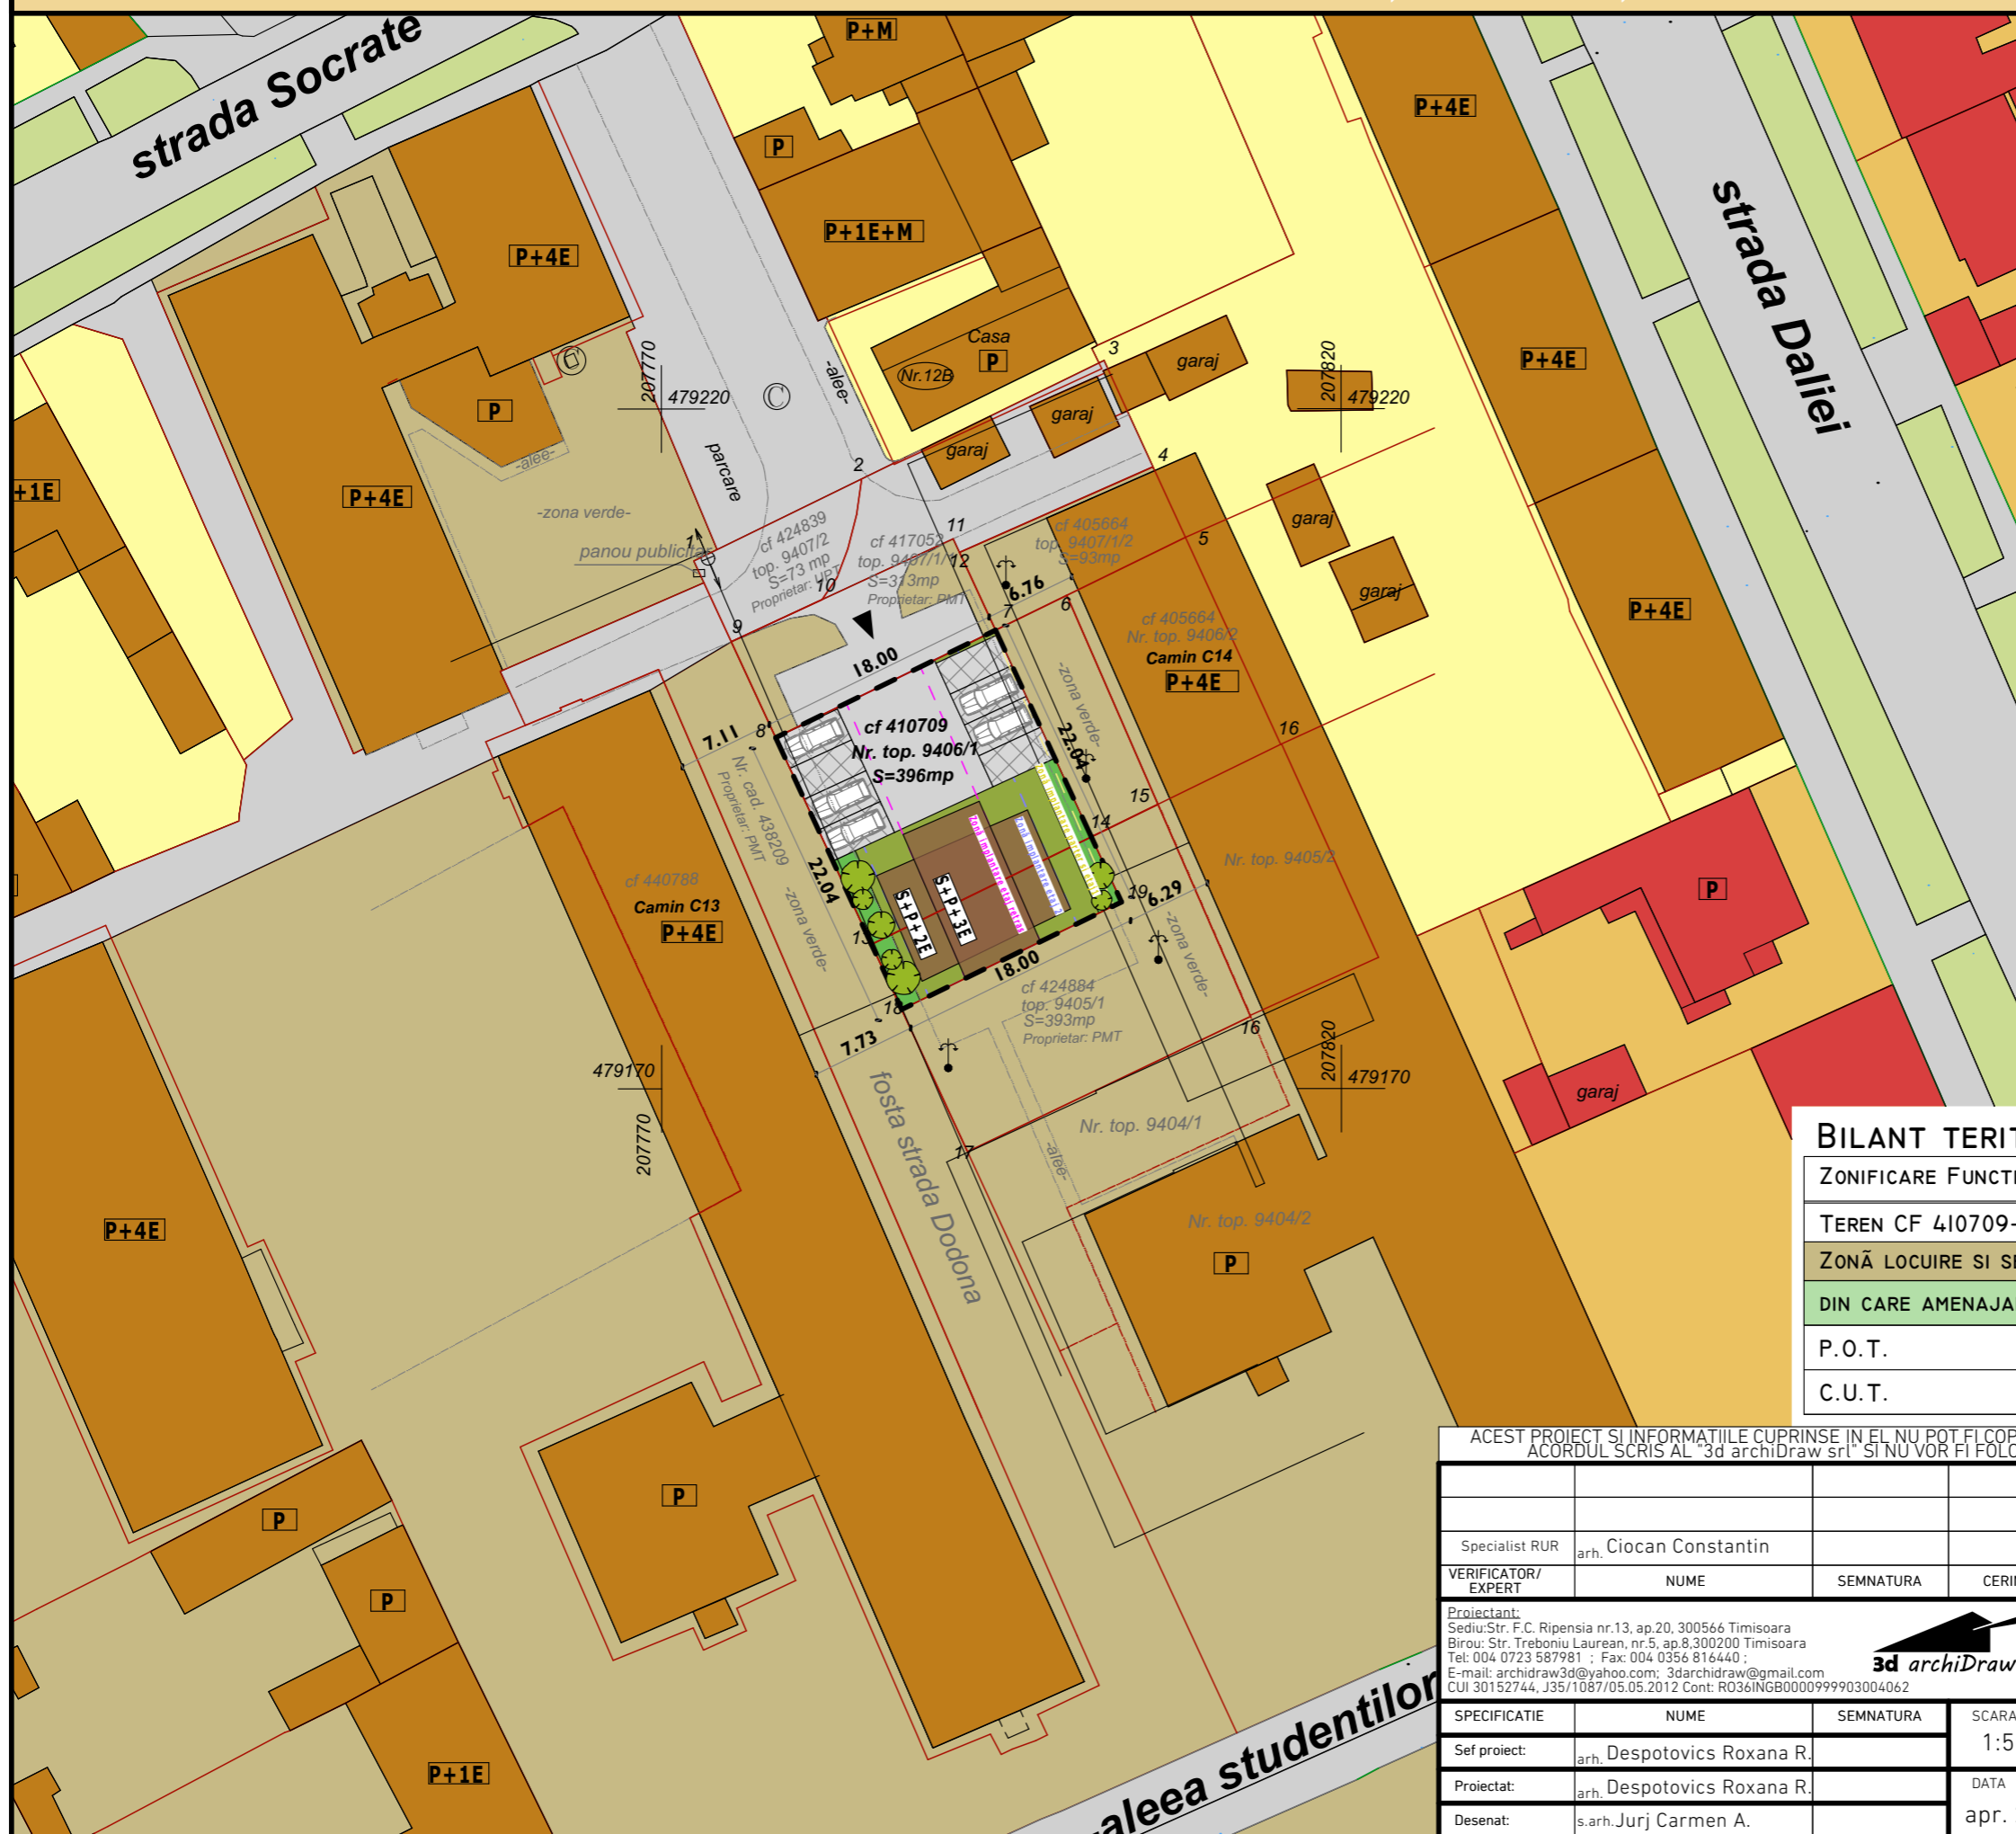 strada Socrate
P+M
P+4E
strada Daliei
P
P+1E+M
P+4E
Casa
P
Nr.12B
3
garaj
207770
479220
-alee-
207820
479220
P+4E
garaj
P
garaj
parcare
2
4
-alee-
+1E
P+4E
-zona verde-
garaj
panou publicitar
1
cf 424839
top. 9407/2
S=73 mp
Proprietar: UPT
cf 417052
top. 9407/1/1
S=313mp
Proprietar: PMT
11
12
cf 405664
top. 9407/1/2
S=93mp
5
garaj
P+4E
10
6.76
7
6
9
cf 405664
Nr. top. 9406/2
Camin C14
P+4E
18.00
-zona verde-
7.11
8
cf 410709
Nr. top. 9406/1
S=396mp
22.04
16
Nr. cad. 438209
Proprietar: PMT
15
14
Zonă implantare etaj retras
Zonă implantare etaj 2
22.04
Nr. top. 9405/2
cf 440788
Camin C13
P+4E
-zona verde-
S+P+2E
S+P+3E
13
19
6.29
P
-zona verde-
18.00
18
cf 424884
top. 9405/1
S=393mp
Proprietar: PMT
16
7.73
479170
207770
207820
479170
garaj
fosta strada Dodona
Nr. top. 9404/1
17
-alee-
Nr. top. 9404/2
P
P+4E
P
P
P
P+1E
-aleea studentilor
BILANT TERIT
ZONIFICARE FUNCTI
TEREN CF 410709-
ZONĂ LOCUIRE SI SE
DIN CARE AMENAJA
P.O.T.
C.U.T.
ACEST PROIECT SI INFORMATIILE CUPRINSE IN EL NU POT FI COP
ACORDUL SCRIS AL "3d archiDraw srl" SI NU VOR FI FOLO
Specialist RUR arh. Ciocan Constantin
VERIFICATOR/
EXPERT NUME SEMNATURA CERIN
Proiectant:
Sediu:Str. F.C. Ripensia nr.13, ap.20, 300566 Timisoara
Birou: Str. Treboniu Laurean, nr.5, ap.8,300200 Timisoara
Tel: 004 0723 587981 ; Fax: 004 0356 816440 ;
E-mail: archidraw3d@yahoo.com; 3darchidraw@gmail.com
CUI 30152744, J35/1087/05.05.2012 Cont: RO36INGB0000999903004062
3d archiDraw
SPECIFICATIE NUME SEMNATURA SCARA
Sef proiect: arh. Despotovics Roxana R. 1:5
Proiectat: arh. Despotovics Roxana R. DATA
Desenat: s.arh. Jurj Carmen A. apr.